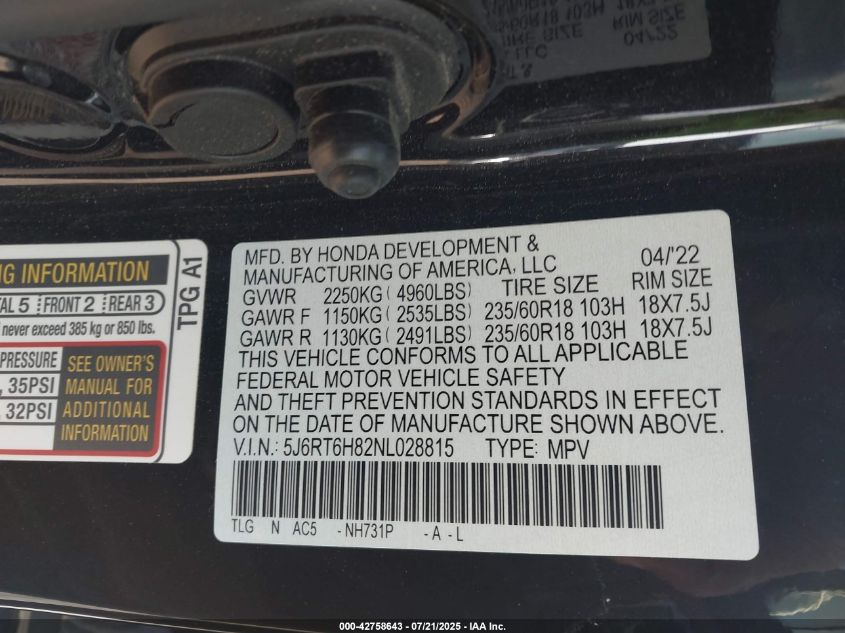 NG INFORMATION
TAL 5 FRONT 2 REAR 3
never exceed 385 kg or 850 lbs.
PRESSURE
, 35PSI
, 32PSI
SEE OWNER'S
MANUAL FOR
ADDITIONAL
INFORMATION
TPG A1
MFD. BY HONDA DEVELOPMENT & 04/'22
MANUFACTURING OF AMERICA, LLC
TIRE SIZE RIM SIZE
GVWR 2250KG ( 4960LBS)
GAWR F 1150KG ( 2535LBS) 235/60R18 103H 18X7.5J
GAWR R 1130KG ( 2491LBS) 235/60R18 103H 18X7.5J
THIS VEHICLE CONFORMS TO ALL APPLICABLE
FEDERAL MOTOR VEHICLE SAFETY
AND THEFT PREVENTION STANDARDS IN EFFECT
ON THE DATE OF MANUFACTURE SHOWN ABOVE.
V.I.N.: 5J6RT6H82NL028815 TYPE: MPV
TLG N AC5 - NH731P - A - L
000-42758643 / 07/21/2025 - IAA Inc.